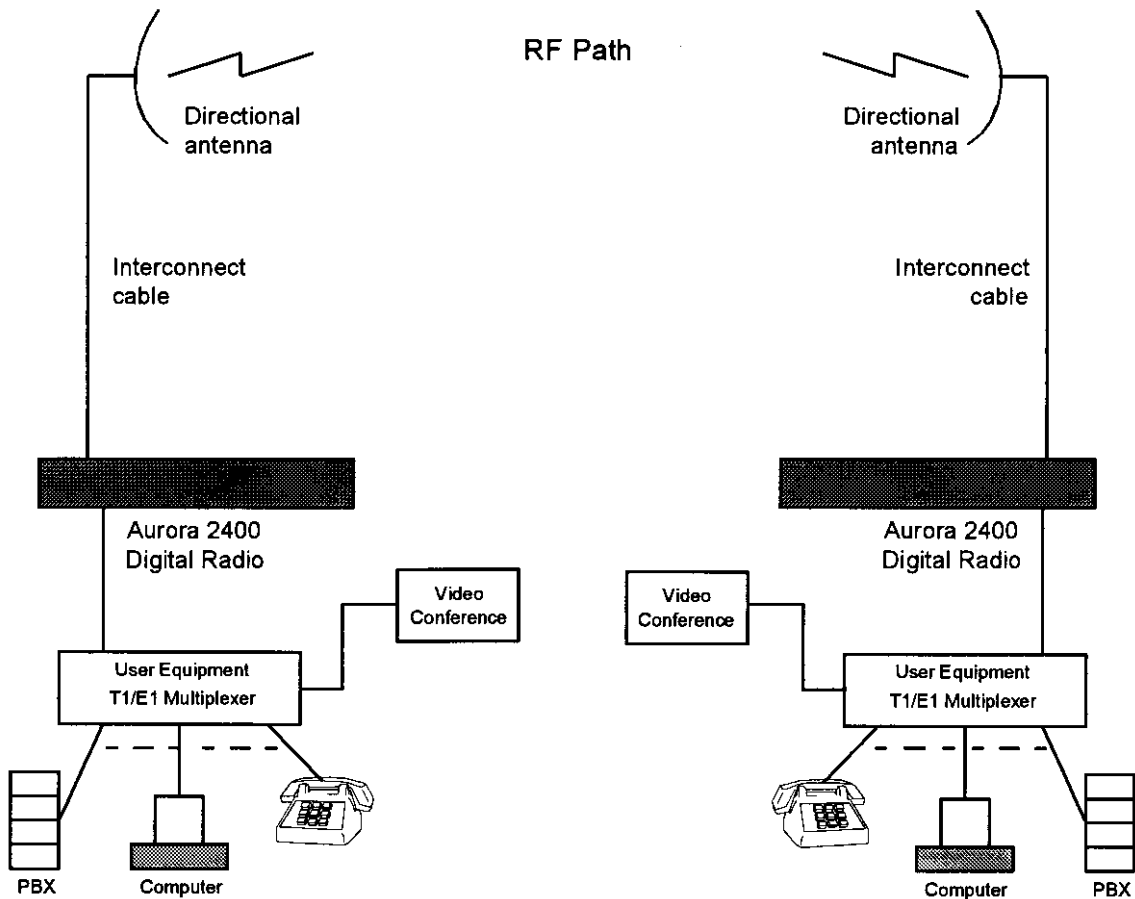 RF Path
Directional
antenna
Directional
antenna
Interconnect
cable
Interconnect
cable
Aurora 2400
Digital Radio
Aurora 2400
Digital Radio
Video
Conference
Video
Conference
User Equipment
T1/E1 Multiplexer
User Equipment
T1/E1 Multiplexer
PBX
Computer
Computer
PBX